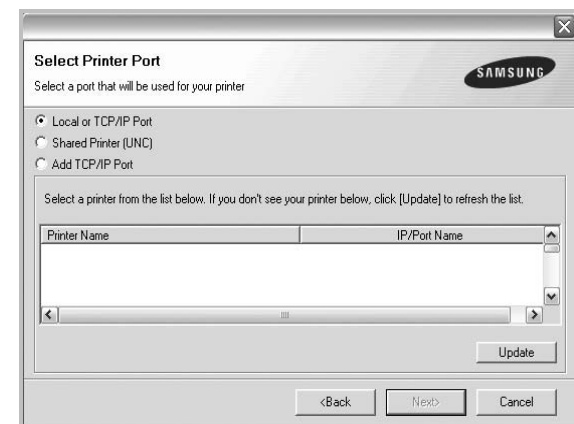 Select Printer Port
Select a port that will be used for your printer
SAMSUNG
Local or TCP/IP Port
Shared Printer (UNC)
Add TCP/IP Port
Select a printer from the list below. If you don't see your printer below, click [Update] to refresh the list.
Printer Name IP/Port Name
Update
<Back Next> Cancel